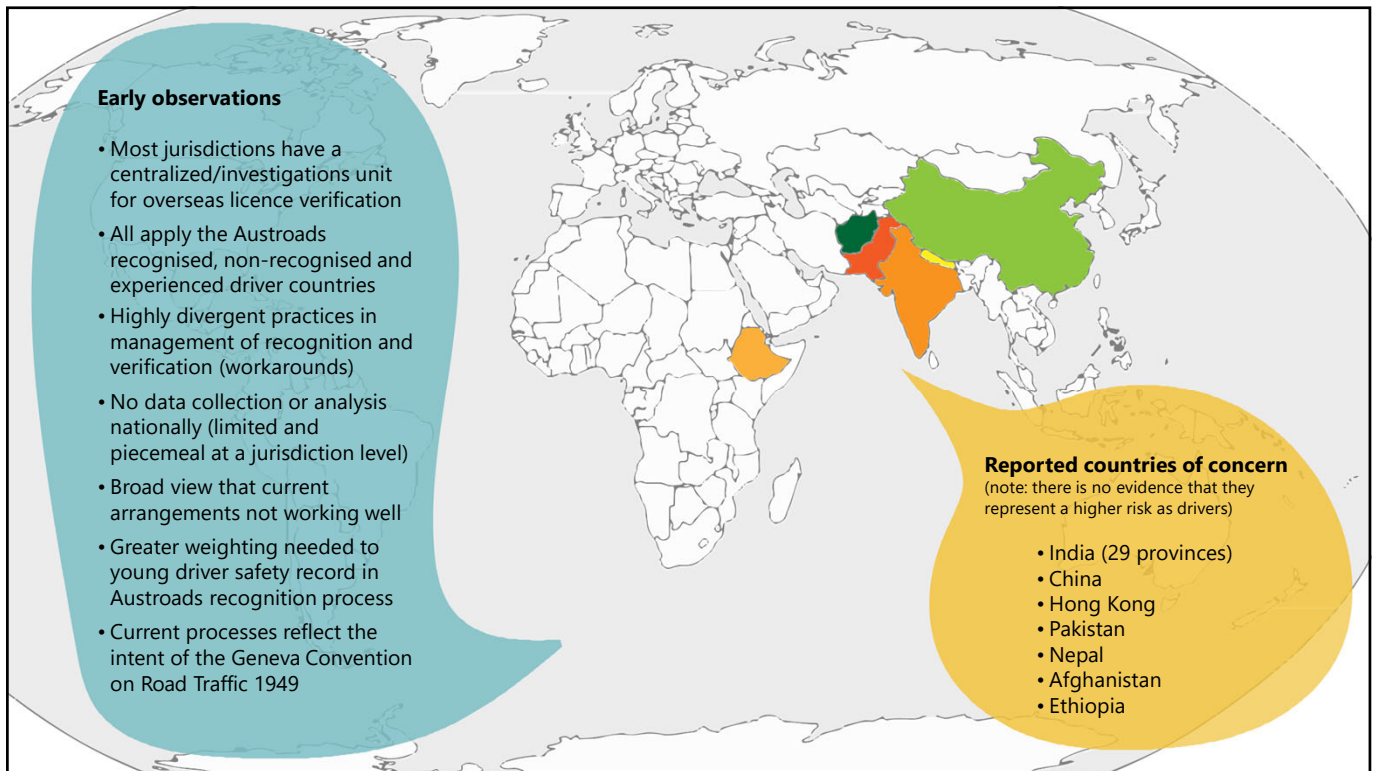 Early observations
• Most jurisdictions have a
centralized/investigations unit
for overseas licence verification
• All apply the Austroads
recognised, non-recognised and
experienced driver countries
• Highly divergent practices in
management of recognition and
verification (workarounds)
• No data collection or analysis
nationally (limited and
piecemeal at a jurisdiction level)
• Broad view that current
arrangements not working well
• Greater weighting needed to
young driver safety record in
Austroads recognition process
• Current processes reflect the
intent of the Geneva Convention
on Road Traffic 1949
Reported countries of concern
(note: there is no evidence that they
represent a higher risk as drivers)
• India (29 provinces)
• China
• Hong Kong
• Pakistan
• Nepal
• Afghanistan
• Ethiopia